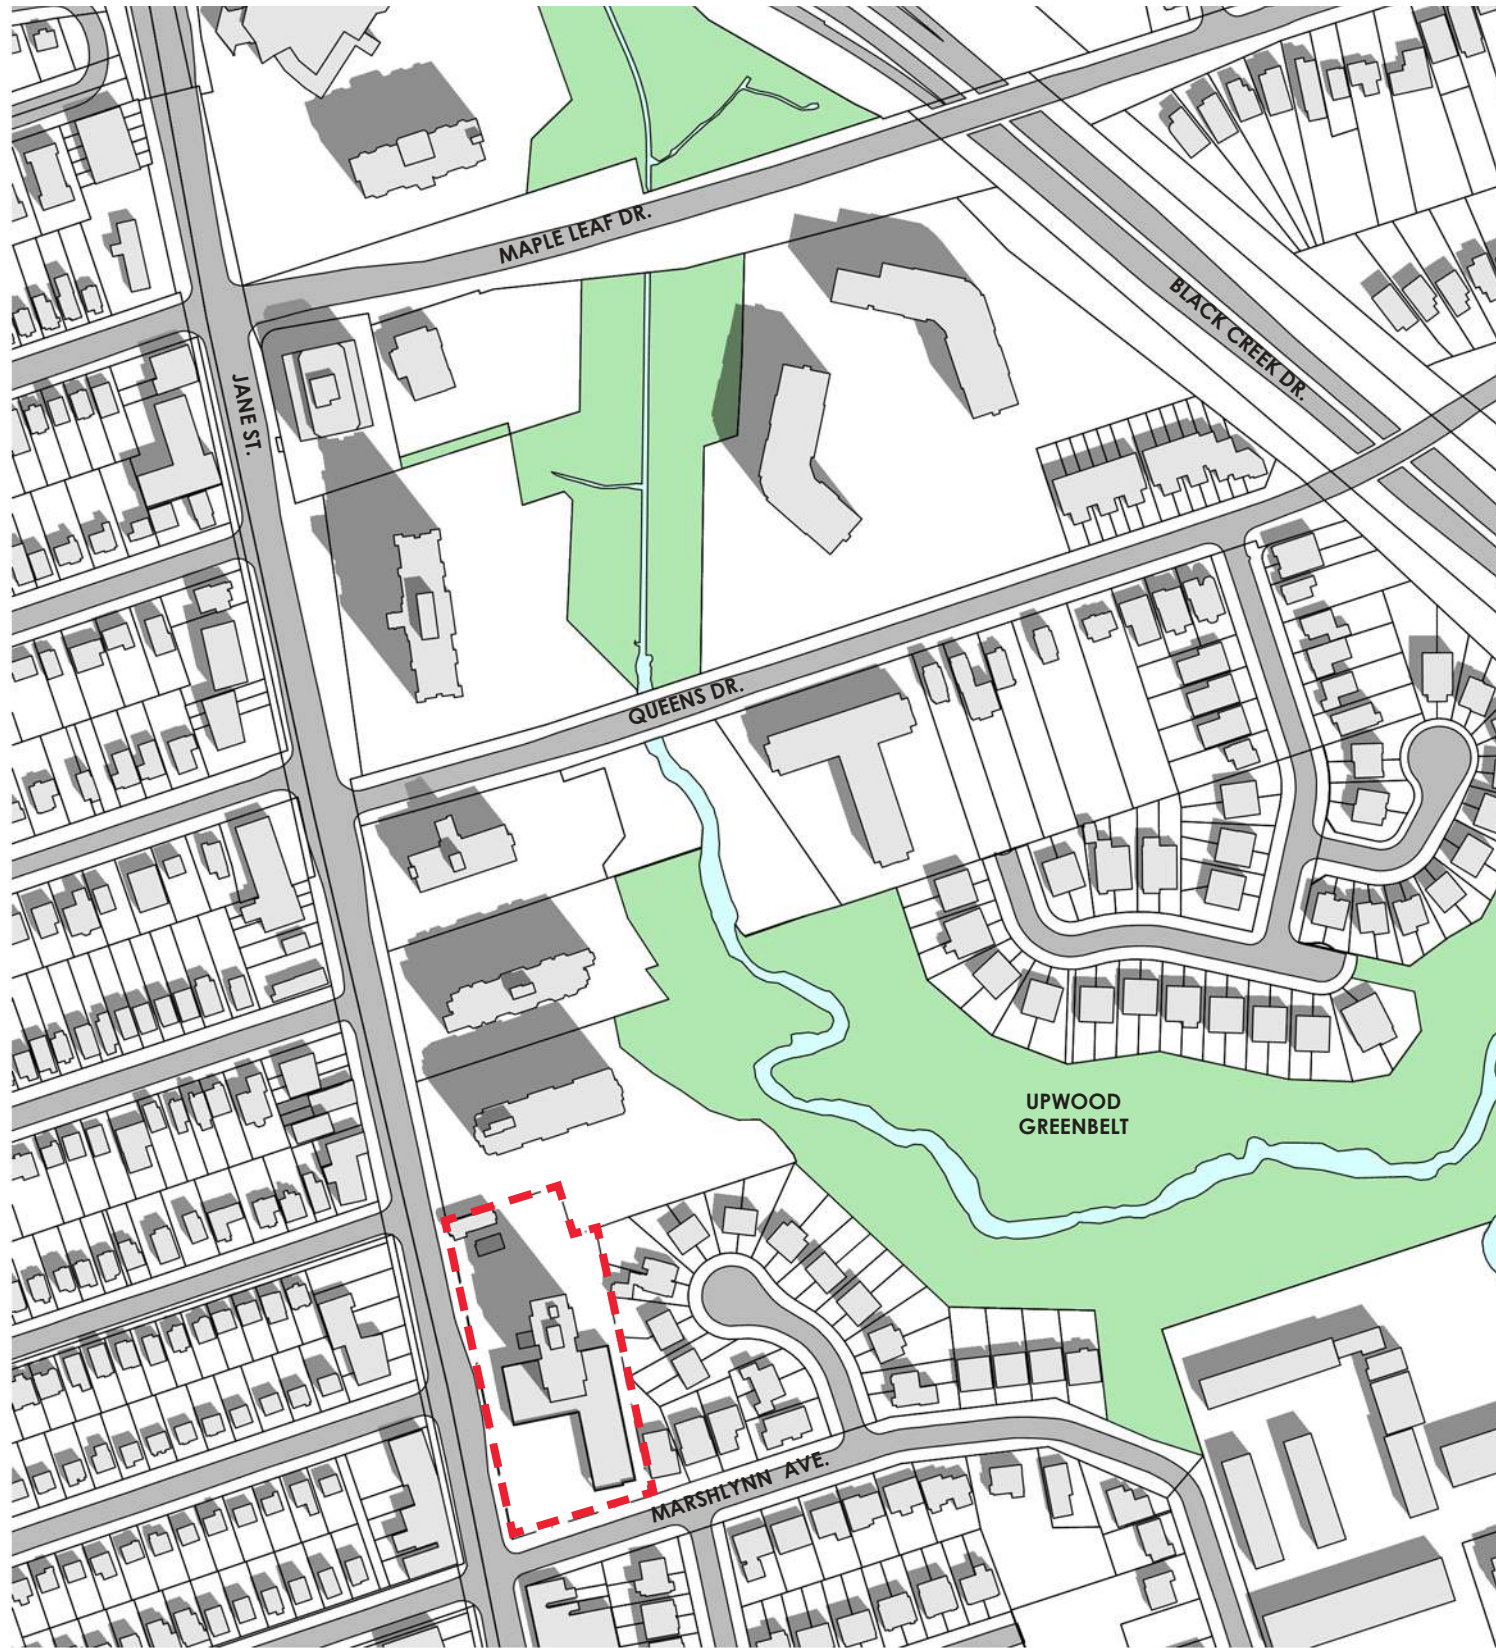 MAPLE LEAF DR.
BLACK CREEK DR.
JANE ST.
QUEENS DR.
UPWOOD
GREENBELT
MARSHLYNN AVE.